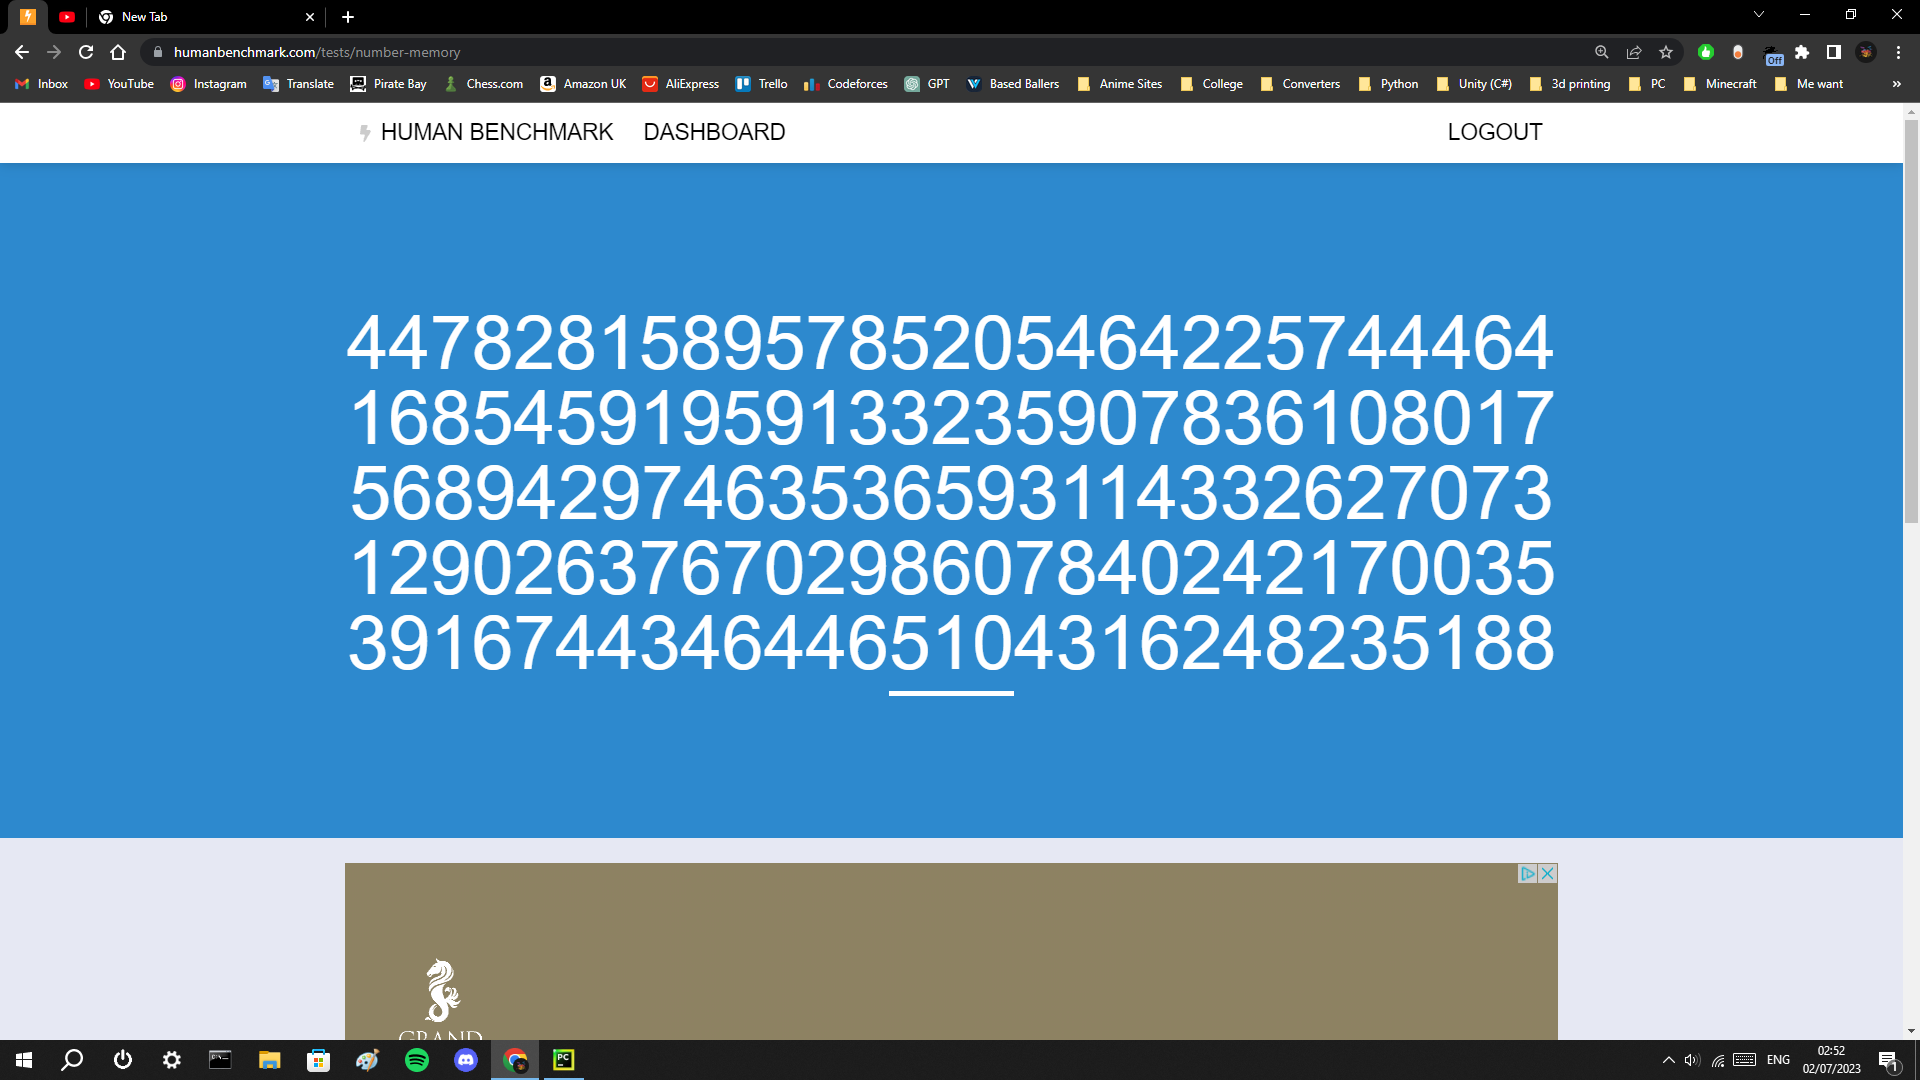 New Tab
humanbenchmark.com/tests/number-memory
Off
Inbox YouTube Instagram Translate Pirate Bay Chess.com Amazon UK AliExpress Trello Codeforces GPT Based Ballers Anime Sites College Converters Python Unity (C#) 3d printing PC Minecraft Me want »
HUMAN BENCHMARK DASHBOARD LOGOUT
44782815895785205464225744464
16854591959133235907836108017
56894297463536593114332627073
12902637670298607840242170035
39167443464465104316248235188
GRAND
ENG
02:52
02/07/2023
1